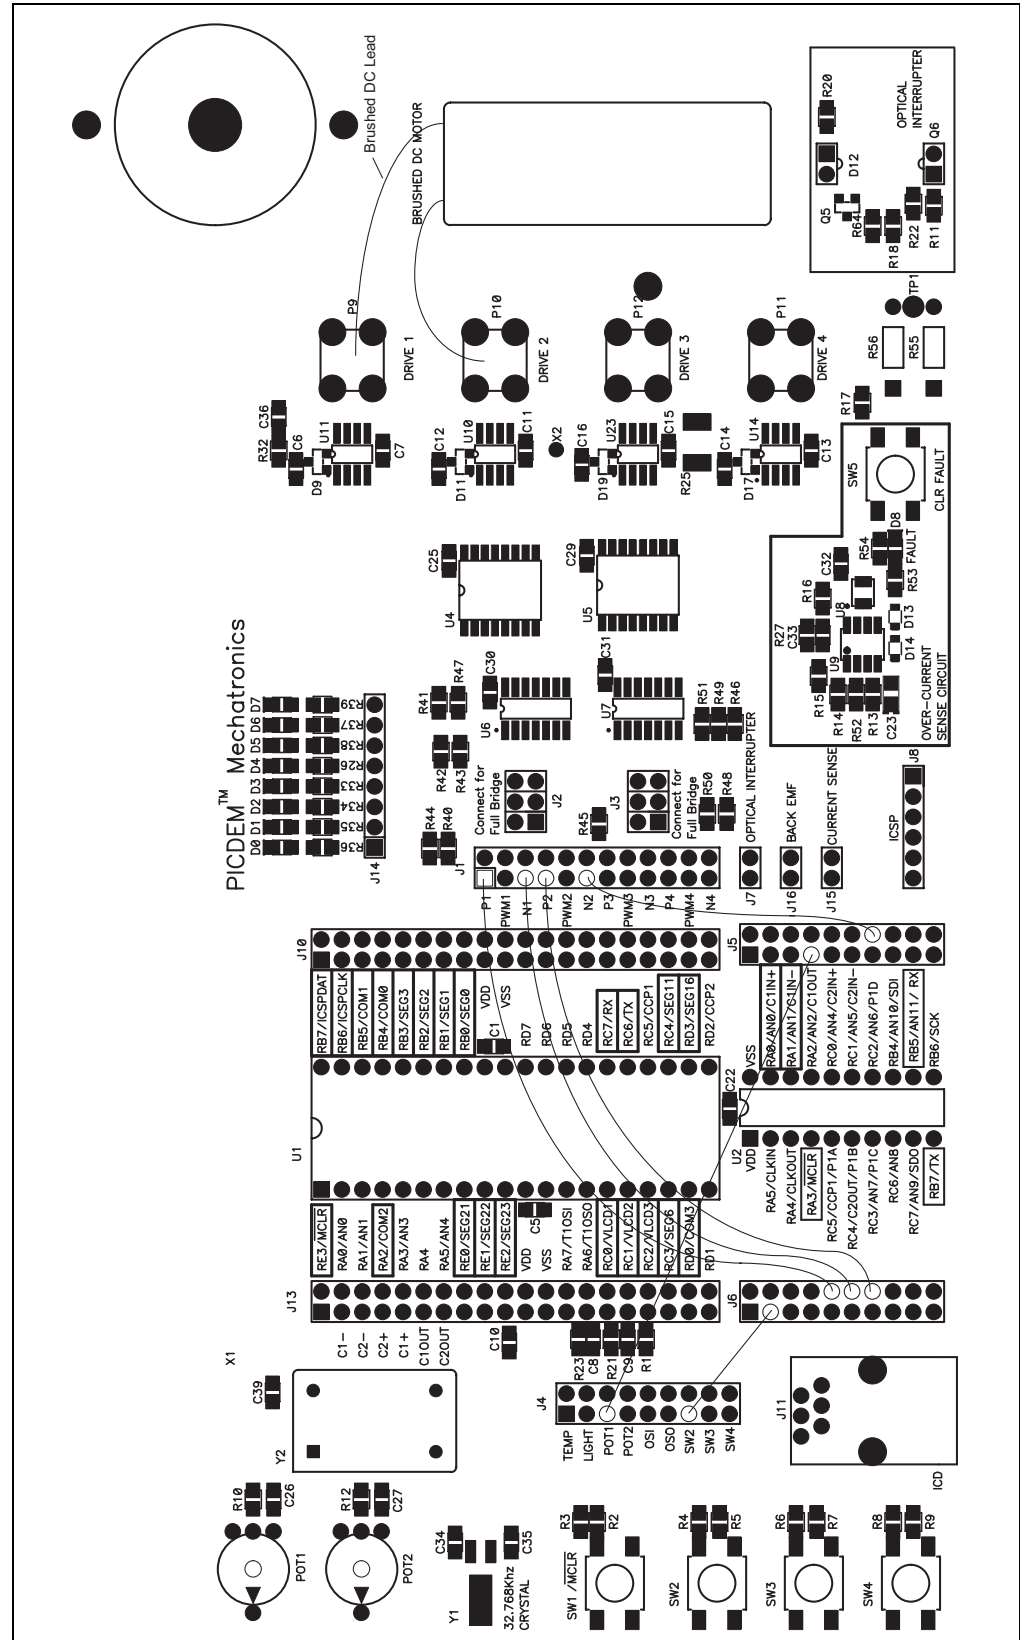 Brushed DC Lead
BRUSHED DC MOTOR
R20
OPTICAL
INTERRUPTER
D12
Q6
Q5
R64
R18
R22
R11
TP1
P9
DRIVE 1
P10
DRIVE 2
P12
DRIVE 3
P11
DRIVE 4
R56
R55
R17
C36
R32
C6
U11
D9
C7
C12
U10
C11
D11
X2
C16
U23
C15
D19
R25
C14
U14
D17
C13
SW5
CLR FAULT
D8
R54
FAULT
R53
C32
R16
U8
D13
R27
C33
U9
D14
R15
R14
R52
R13
C23
OVER-CURRENT
SENSE CIRCUIT
C25
U4
C29
U5
PICDEM™ Mechatronics
D7
D6
D5
D4
D3
D2
D1
D0
R39
R37
R38
R26
R33
R34
R35
R36
J14
R41
R47
C30
U6
C31
U7
R51
R49
R46
R42
R43
R44
R40
Connect for
Full Bridge
J2
R45
J3
Connect for
Full Bridge
R50
R48
J1
P1
PWM1
N1
P2
PWM2
N2
P3
PWM3
N3
P4
PWM4
N4
OPTICAL INTERRUPTER
J7
BACK EMF
J16
CURRENT SENSE
J15
ICSP
J8
J10
RB7/ICSPDAT
RB6/ICSPCLK
RB5/COM1
RB4/COM0
RB3/SEG3
RB2/SEG2
RB1/SEG1
RB0/SEG0
VDD
VSS
C1
RD7
RD6
RD5
RD4
RC7/RX
RC6/TX
RC5/CCP1
RC4/SEG11
RD3/SEG16
RD2/CCP2
J5
VSS
RA0/AN0/C1IN+
RA1/AN1/C1IN-
RA2/AN2/C1OUT
RC0/AN4/C2IN+
RC1/AN5/C2IN-
RC2/AN6/P1D
RB4/AN10/SDI
RB5/AN11/ RX
RB6/SCK
C22
U1
U2
VDD
RA5/CLKIN
RA4/CLKOUT
RA3/MCLR
RC5/CCP1/P1A
RC4/C2OUT/P1B
RC3/AN7/P1C
RC6/AN8
RC7/AN9/SDO
RB7/TX
RE3/MCLR
RA0/AN0
RA1/AN1
RA2/COM2
RA3/AN3
RA4
RA5/AN4
RE0/SEG21
RE1/SEG22
RE2/SEG23
VDD
C5
VSS
RA7/T1OSI
RA6/T1OSO
RC0/VLCD1
RC1/VLCD2
RC2/VLCD3
RC3/SEG6
RD0/COM3
RD1
J13
J6
C1-
C2-
C2+
C1+
C1OUT
C2OUT
C10
R23
C8
R21
C9
R1
X1
C39
Y2
J4
TEMP
LIGHT
POT1
POT2
OSI
OSO
SW2
SW3
SW4
J11
ICD
R10
C26
POT1
R12
C27
POT2
C34
C35
Y1
32.768Khz
CRYSTAL
R3
R2
SW1 /MCLR
R4
R5
SW2
R6
R7
SW3
R8
R9
SW4